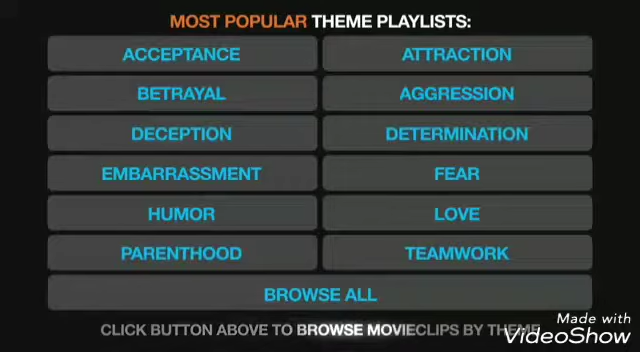 MOST POPULAR THEME PLAYLISTS:
ACCEPTANCE ATTRACTION
BETRAYAL AGGRESSION
DECEPTION DETERMINATION
EMBARRASSMENT FEAR
HUMOR LOVE
PARENTHOOD TEAMWORK
BROWSE ALL
CLICK BUTTON ABOVE TO BROWSE MOVIECLIPS BY THEME
Made with
VideoShow